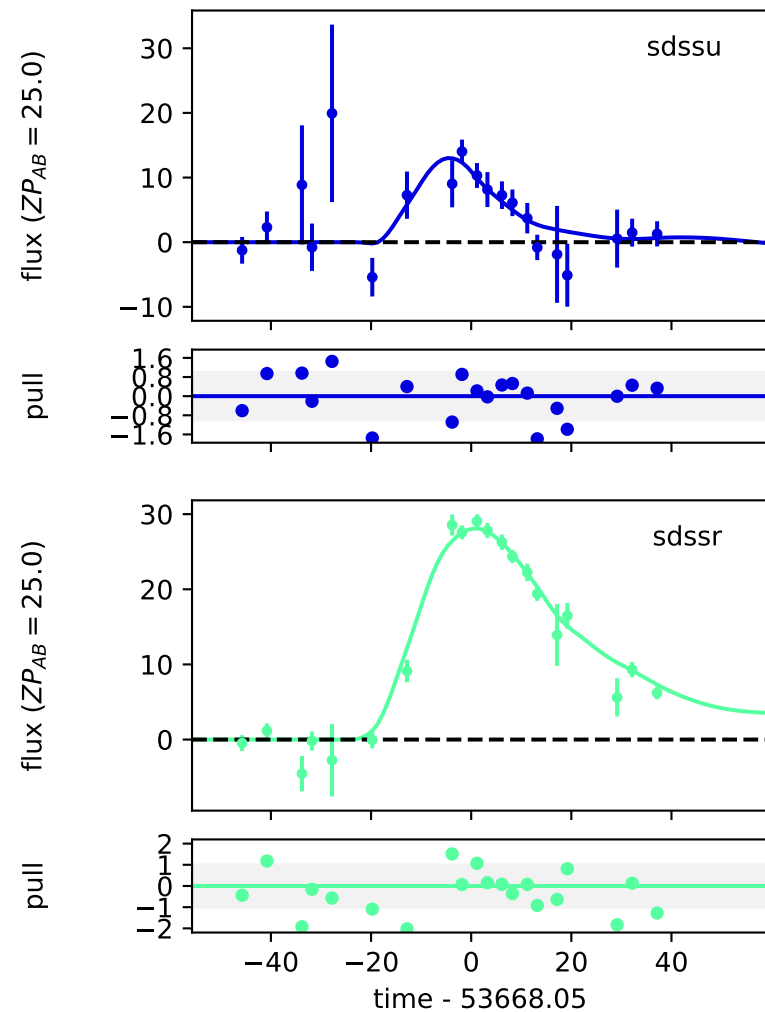 sdssu
flux (ZP_AB = 25.0)
30
20
10
0
−10
pull
1.6
0.8
0.0
−0.8
−1.6
sdssr
flux (ZP_AB = 25.0)
30
20
10
0
pull
2
1
0
−1
−2
−40 −20 0 20 40
time - 53668.05